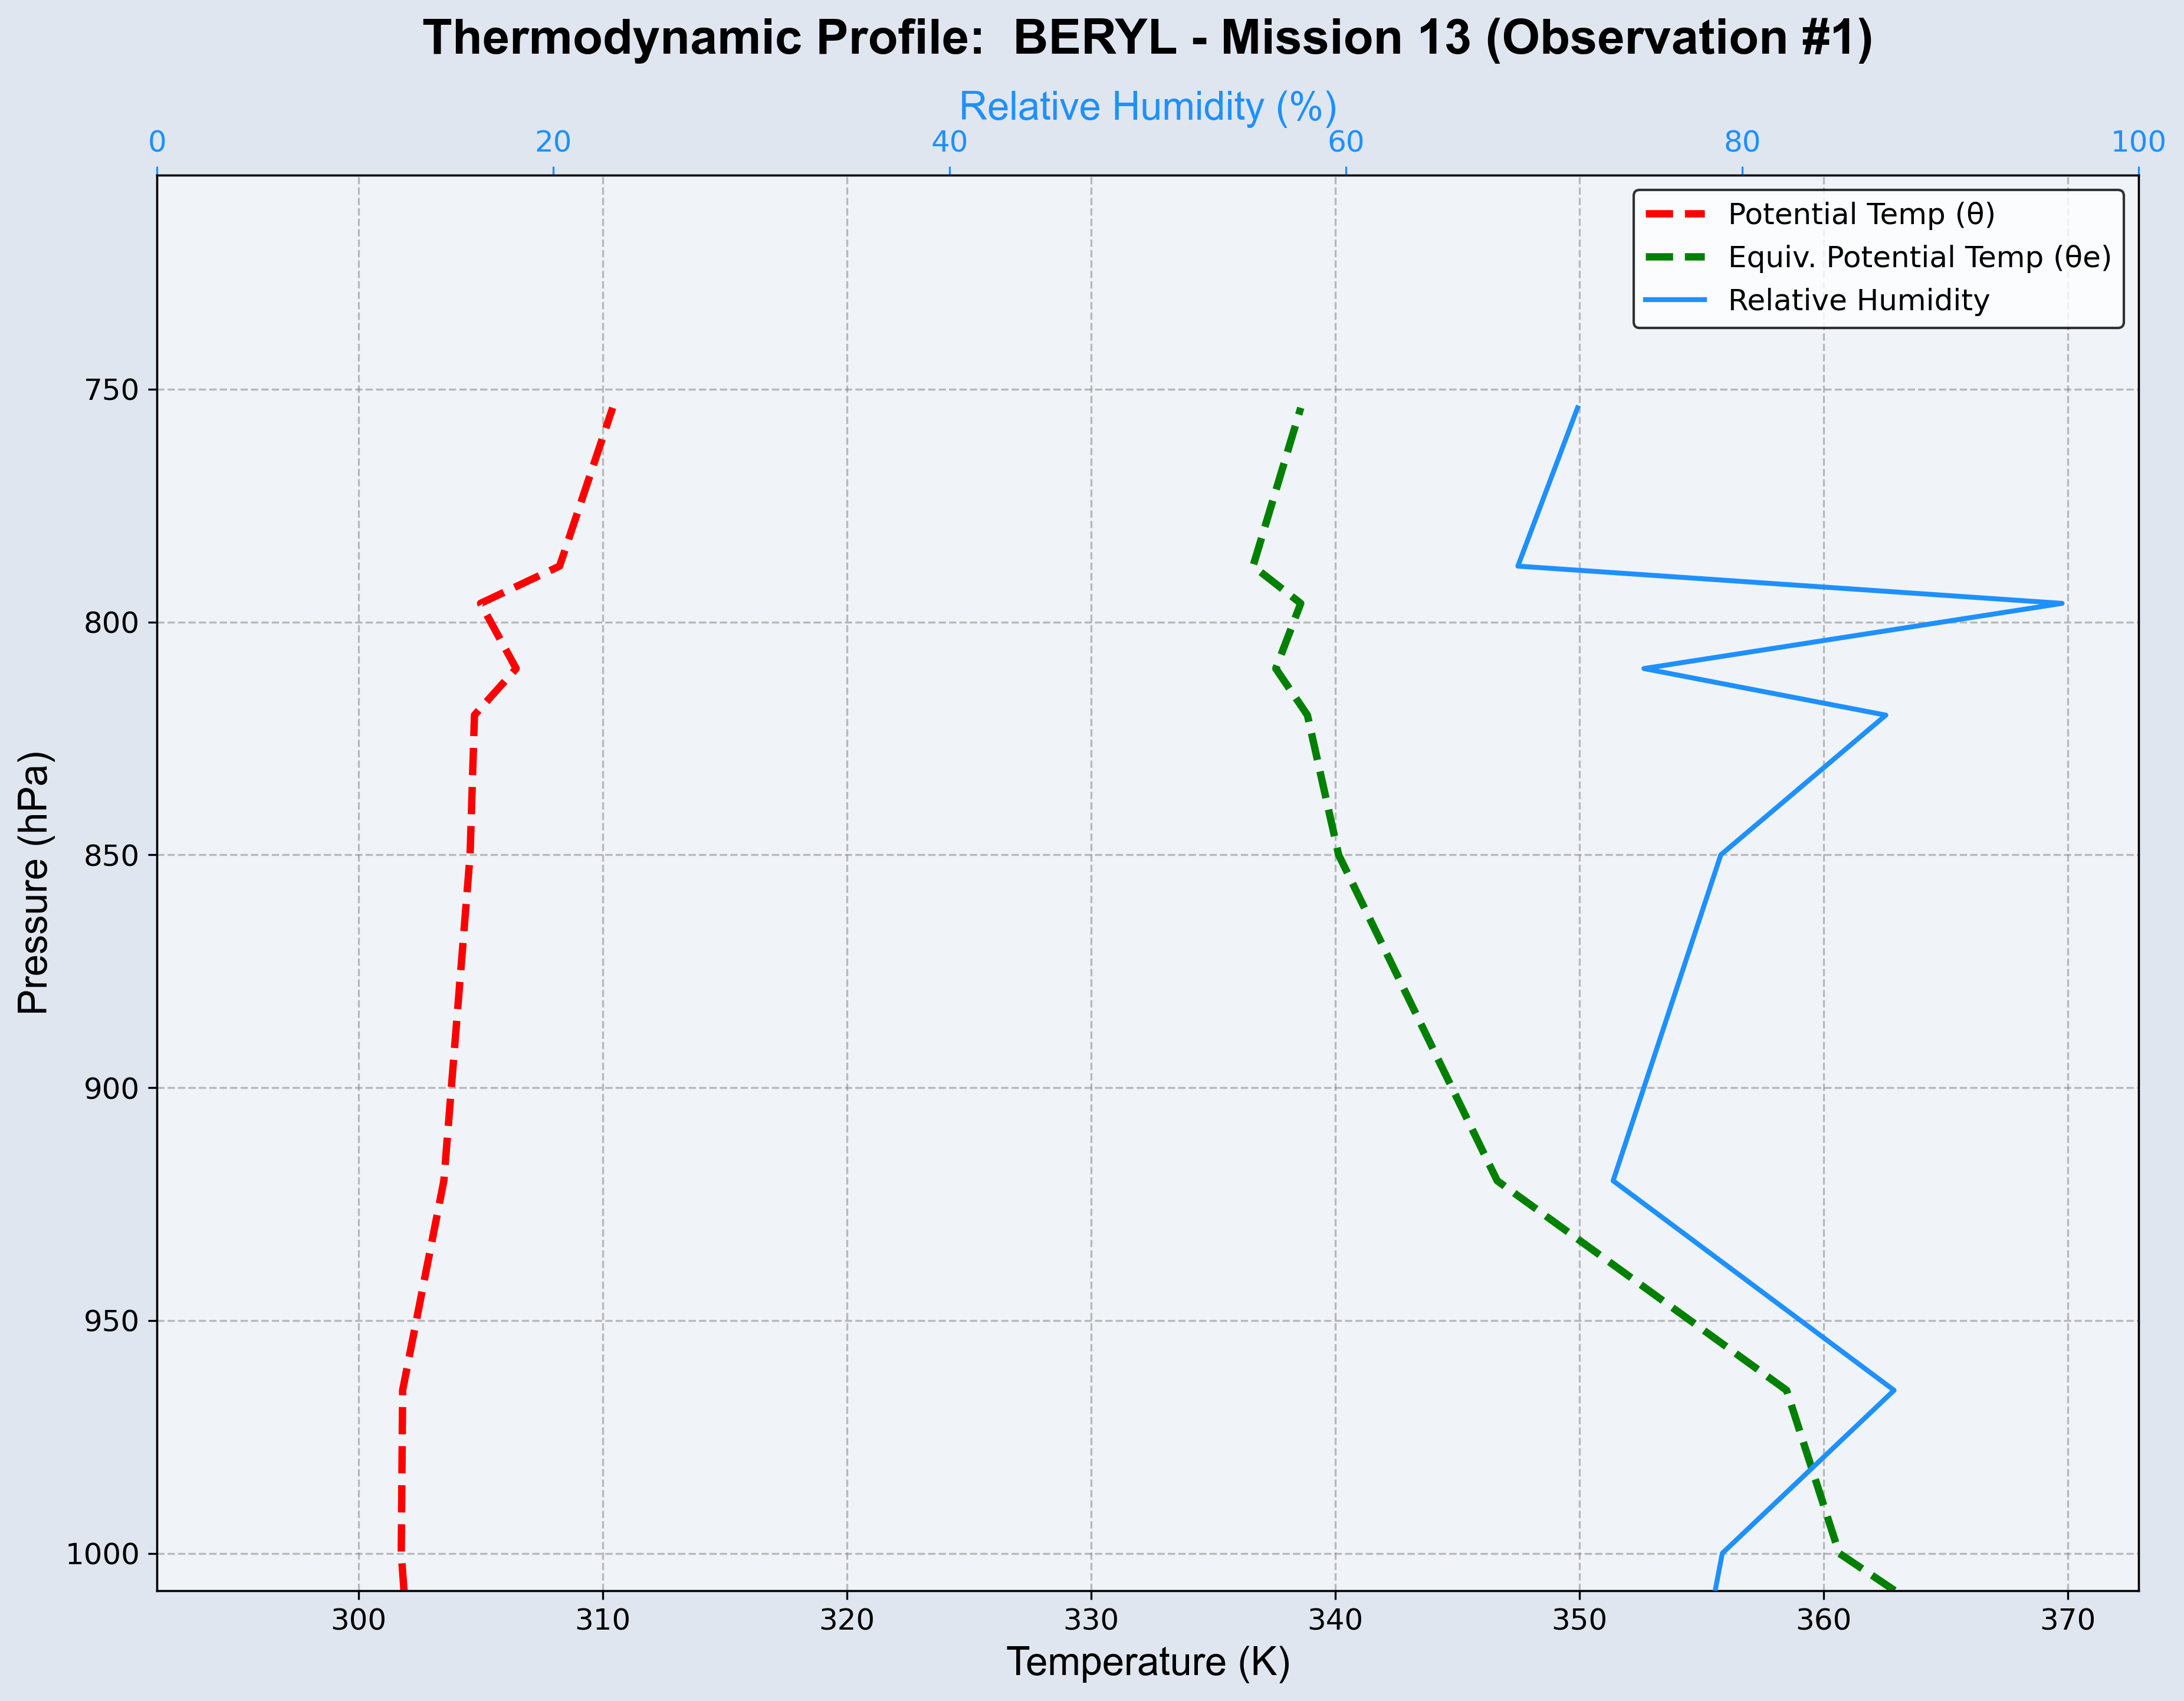 Thermodynamic Profile:  BERYL - Mission 13 (Observation #1)
Relative Humidity (%)
0 20 40 60 80 100
Potential Temp (θ)
Equiv. Potential Temp (θe)
Relative Humidity
750
800
850
900
950
1000
Pressure (hPa)
300 310 320 330 340 350 360 370
Temperature (K)